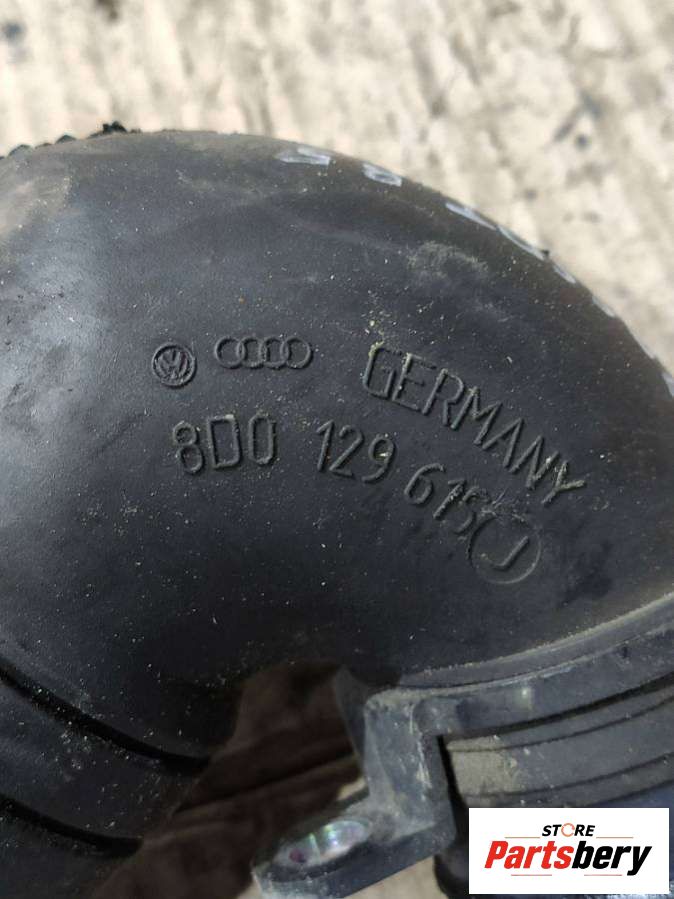 GERMANY
8D0 129 615 J
STORE
Partsbery